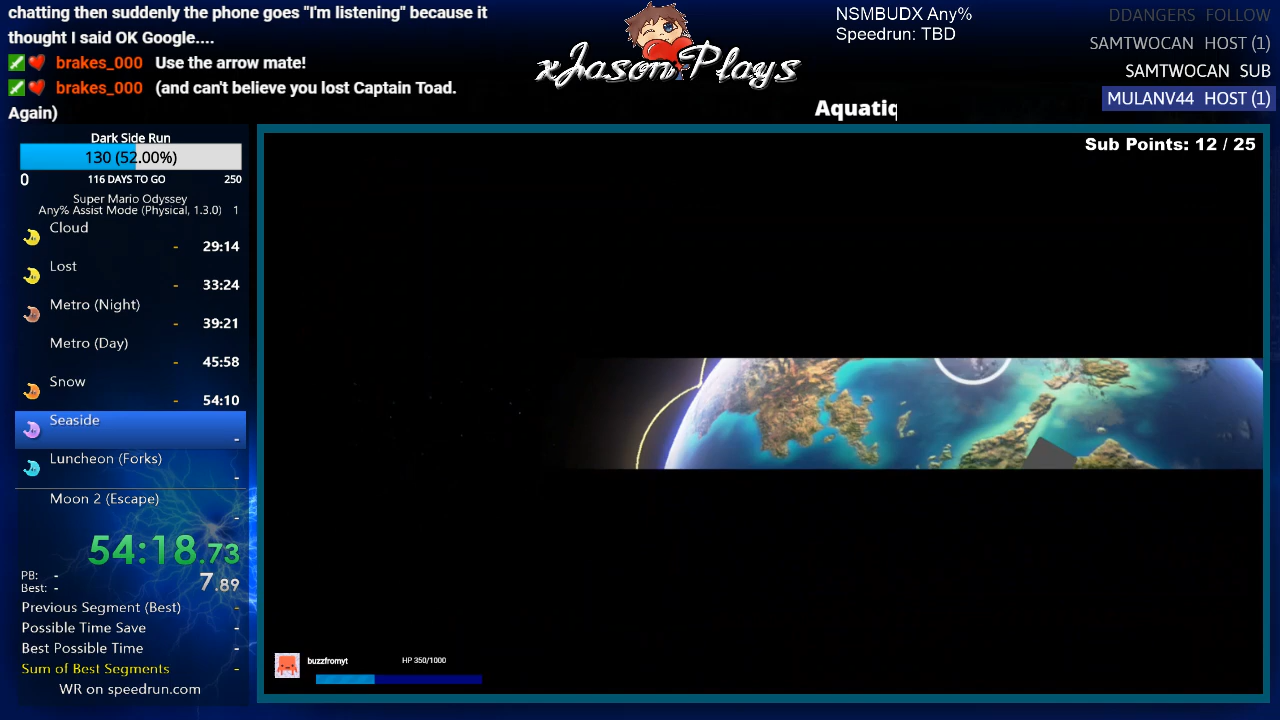 chatting then suddenly the phone goes "I'm listening" because it
thought I said OK Google....
brakes_000 Use the arrow mate!
brakes_000 (and can't believe you lost Captain Toad.
Again)
xJasonPlays
NSMBUDX Any%
Speedrun: TBD
DDANGERS FOLLOW
SAMTWOCAN HOST (1)
SAMTWOCAN SUB
MULANV44 HOST (1)
Aquatic
Dark Side Run
130 (52.00%)
0 116 DAYS TO GO 250
Super Mario Odyssey
Any% Assist Mode (Physical, 1.3.0) 1
Cloud
- 29:14
Lost
- 33:24
Metro (Night)
- 39:21
Metro (Day)
- 45:58
Snow
- 54:10
Seaside
-
Luncheon (Forks)
-
Moon 2 (Escape)
-
54:18.73
PB: -
Best: -
7.89
Previous Segment (Best) -
Possible Time Save -
Best Possible Time -
Sum of Best Segments -
WR on speedrun.com
Sub Points: 12 / 25
buzzfromyt HP 350/1000